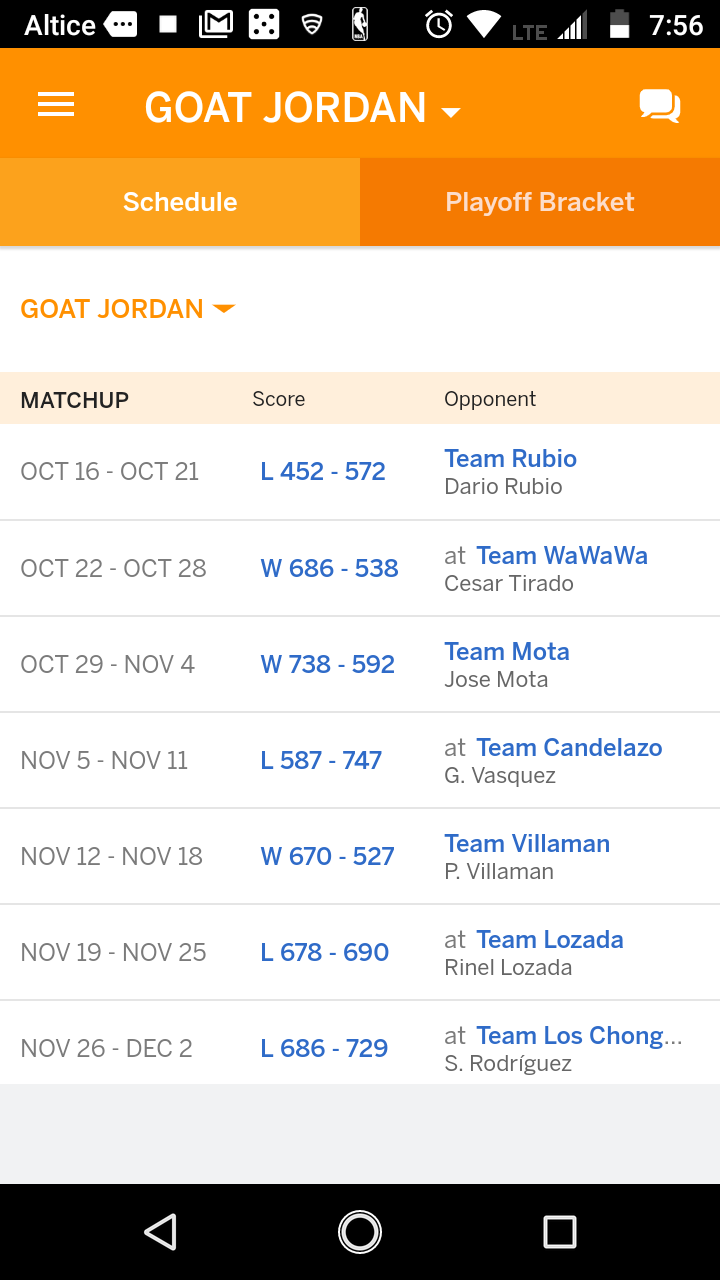 Altice LTE 7:56
GOAT JORDAN
Schedule Playoff Bracket
GOAT JORDAN
MATCHUP Score Opponent
OCT 16 - OCT 21 L 452 - 572 Team Rubio
Dario Rubio
OCT 22 - OCT 28 W 686 - 538 at Team WaWaWa
Cesar Tirado
OCT 29 - NOV 4 W 738 - 592 Team Mota
Jose Mota
NOV 5 - NOV 11 L 587 - 747 at Team Candelazo
G. Vasquez
NOV 12 - NOV 18 W 670 - 527 Team Villaman
P. Villaman
NOV 19 - NOV 25 L 678 - 690 at Team Lozada
Rinel Lozada
NOV 26 - DEC 2 L 686 - 729 at Team Los Chong...
S. Rodríguez